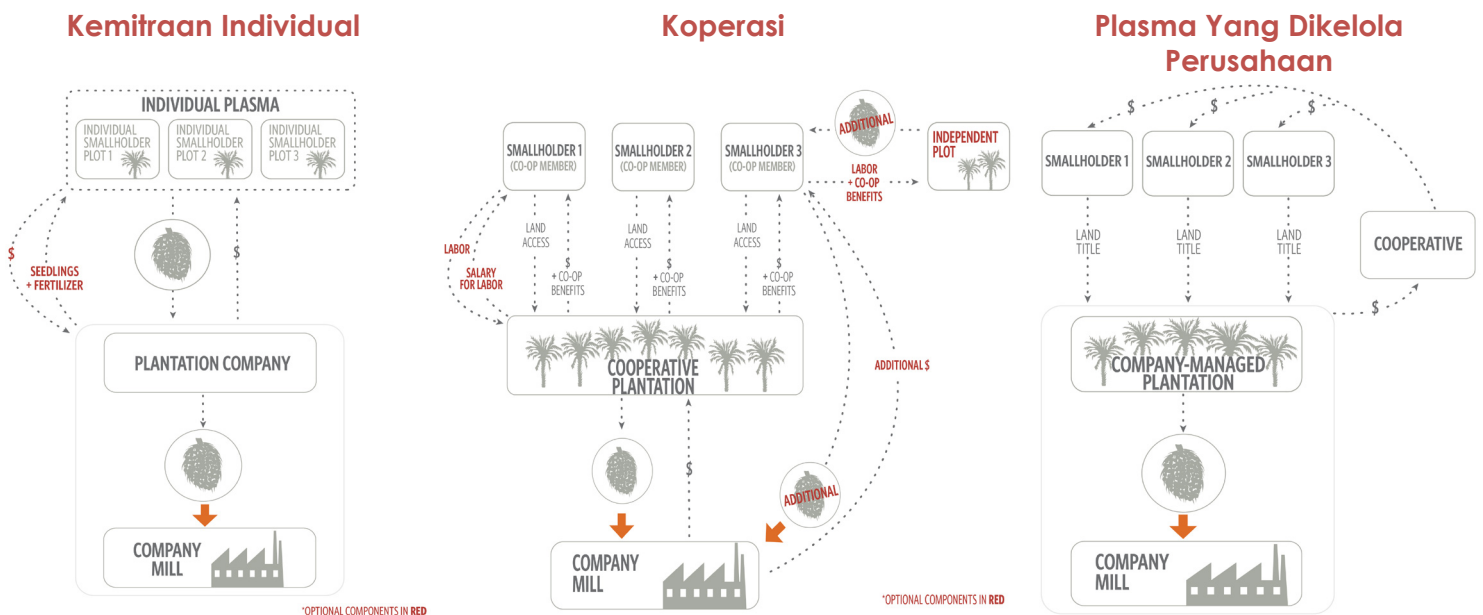 Kemitraan Individual
INDIVIDUAL PLASMA
INDIVIDUAL
SMALLHOLDER
PLOT 1
INDIVIDUAL
SMALLHOLDER
PLOT 2
INDIVIDUAL
SMALLHOLDER
PLOT 3
$
SEEDLINGS
+ FERTILIZER
$
PLANTATION COMPANY
COMPANY
MILL
*OPTIONAL COMPONENTS IN RED
Koperasi
SMALLHOLDER 1
(CO-OP MEMBER)
SMALLHOLDER 2
(CO-OP MEMBER)
SMALLHOLDER 3
(CO-OP MEMBER)
ADDITIONAL
INDEPENDENT
PLOT
LABOR
+ CO-OP
BENEFITS
LABOR
SALARY
FOR LABOR
LAND
ACCESS
$
+ CO-OP
BENEFITS
LAND
ACCESS
$
+ CO-OP
BENEFITS
LAND
ACCESS
$
+ CO-OP
BENEFITS
COOPERATIVE
PLANTATION
ADDITIONAL $
$
ADDITIONAL
COMPANY
MILL
*OPTIONAL COMPONENTS IN RED
Plasma Yang Dikelola
Perusahaan
$
$
$
SMALLHOLDER 1
SMALLHOLDER 2
SMALLHOLDER 3
LAND
TITLE
LAND
TITLE
LAND
TITLE
COOPERATIVE
$
COMPANY-MANAGED
PLANTATION
COMPANY
MILL